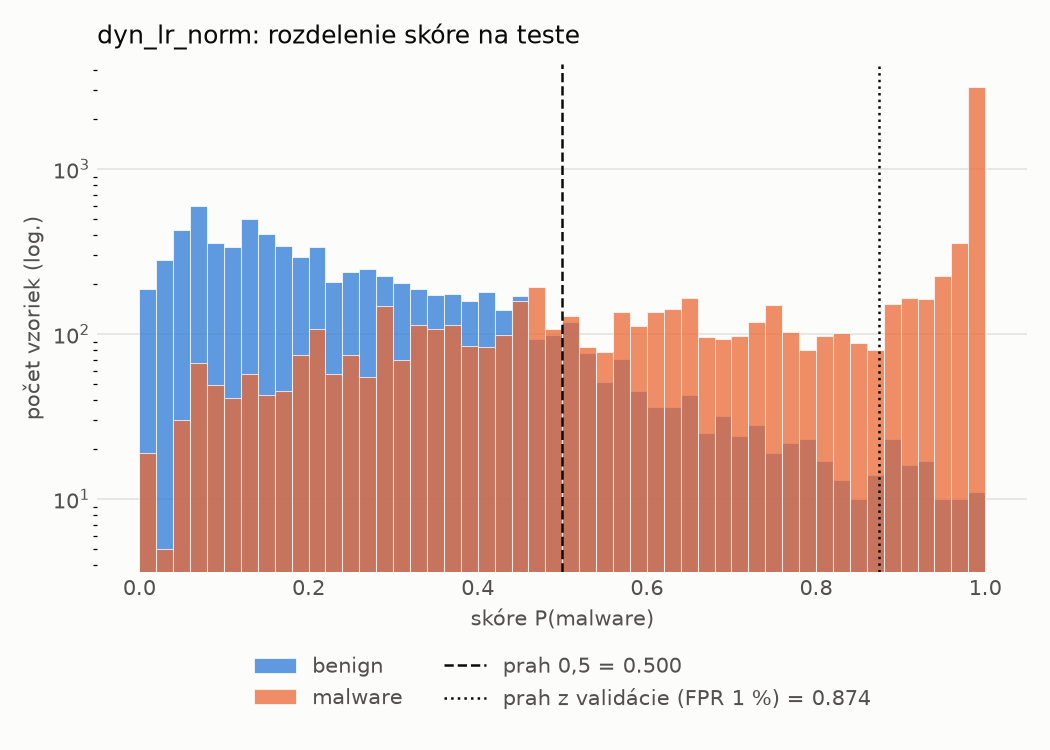 dyn_lr_norm: rozdelenie skóre na teste
počet vzoriek (log.)
10³
10²
10¹
0.0 0.2 0.4 0.6 0.8 1.0
skóre P(malware)
benign
malware
prah 0,5 = 0.500
prah z validácie (FPR 1 %) = 0.874